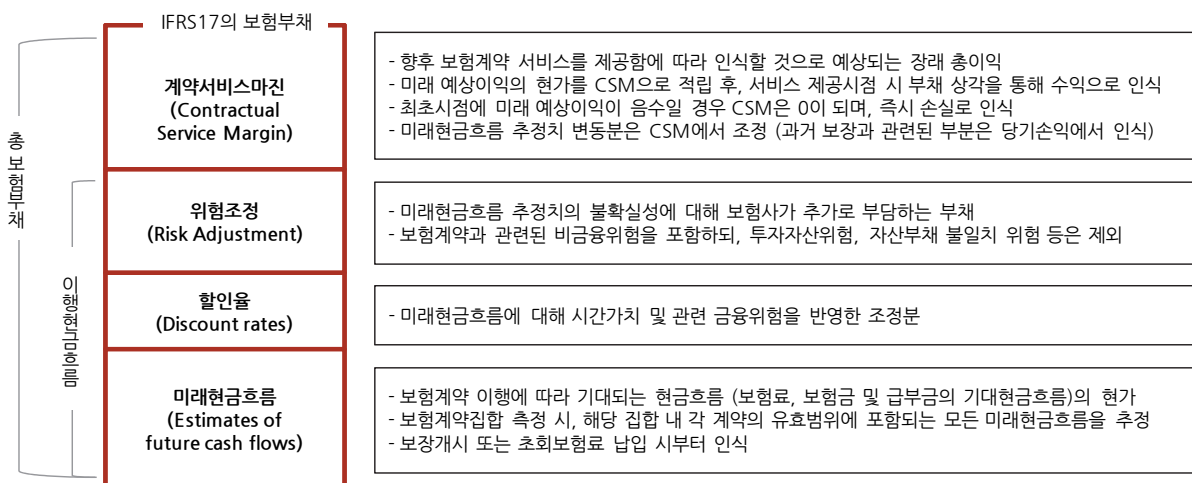 IFRS17의 보험부채
총 보험부채
이행현금흐름
계약서비스마진
(Contractual
Service Margin)
- 향후 보험계약 서비스를 제공함에 따라 인식할 것으로 예상되는 장래 총이익
- 미래 예상이익의 현가를 CSM으로 적립 후, 서비스 제공시점 시 부채 상각을 통해 수익으로 인식
- 최초시점에 미래 예상이익이 음수일 경우 CSM은 0이 되며, 즉시 손실로 인식
- 미래현금흐름 추정치 변동분은 CSM에서 조정 (과거 보장과 관련된 부분은 당기손익에서 인식)
위험조정
(Risk Adjustment)
- 미래현금흐름 추정치의 불확실성에 대해 보험사가 추가로 부담하는 부채
- 보험계약과 관련된 비금융위험을 포함하되, 투자자산위험, 자산부채 불일치 위험 등은 제외
할인율
(Discount rates)
- 미래현금흐름에 대해 시간가치 및 관련 금융위험을 반영한 조정분
미래현금흐름
(Estimates of
future cash flows)
- 보험계약 이행에 따라 기대되는 현금흐름 (보험료, 보험금 및 급부금의 기대현금흐름)의 현가
- 보험계약집합 측정 시, 해당 집합 내 각 계약의 유효범위에 포함되는 모든 미래현금흐름을 추정
- 보장개시 또는 초회보험료 납입 시부터 인식